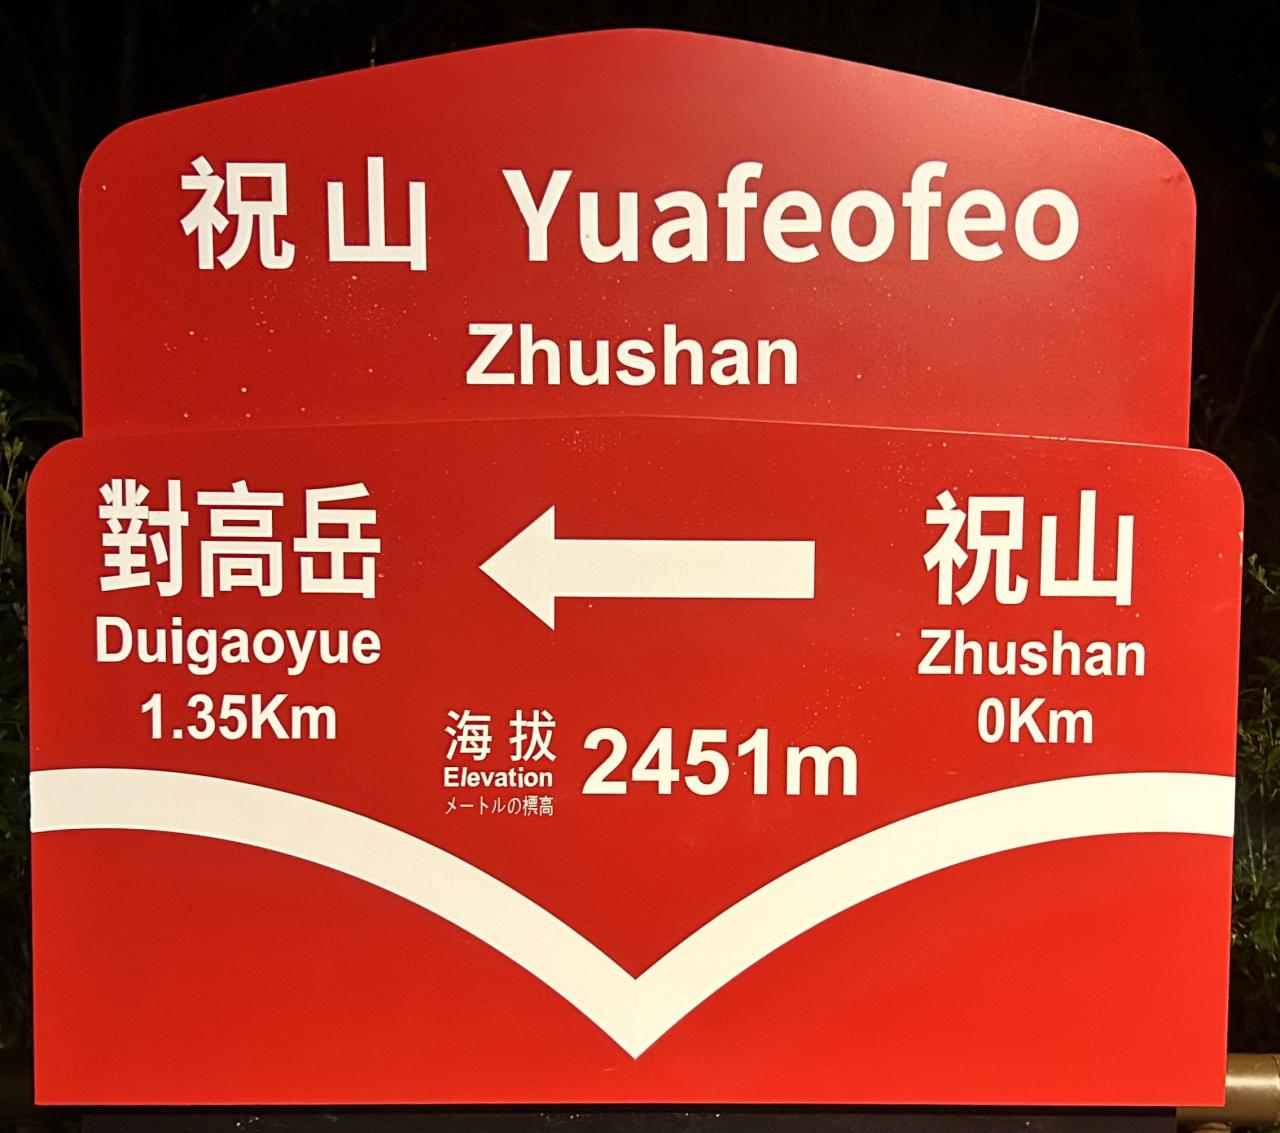 祝山 Yuafeofeo
Zhushan
對高岳
Duigaoyue
1.35Km
祝山
Zhushan
0Km
海拔
Elevation
メートルの標高
2451m